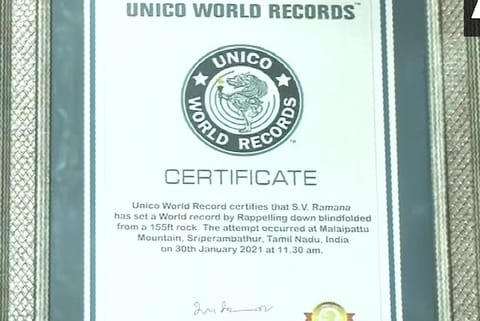 UNICO WORLD RECORDS™
UNICO
WORLD RECORDS
™
CERTIFICATE
Unico World Record certifies that S.V. Ramana
has set a World record by Rappelling down blindfolded
from a 155ft rock. The attempt occurred at Malaipattu
Mountain, Sriperambathur, Tamil Nadu, India
on 30th January 2021 at 11.30 am.